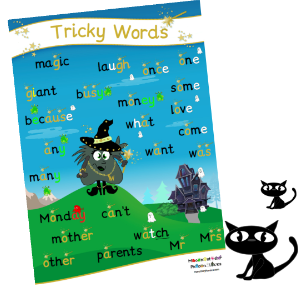 Tricky Words
magic laugh once one
giant busy some
because money love
what come
any want was
many
Monday can't
mother watch Mr Mrs
other parents